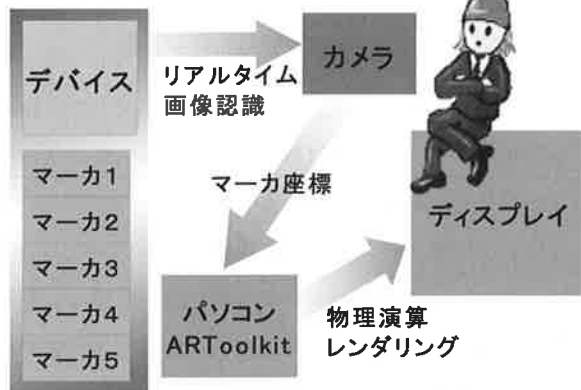 デバイス
マーカ1
マーカ2
マーカ3
マーカ4
マーカ5
リアルタイム
画像認識
カメラ
マーカ座標
パソコン
ARToolkit
物理演算
レンダリング
ディスプレイ